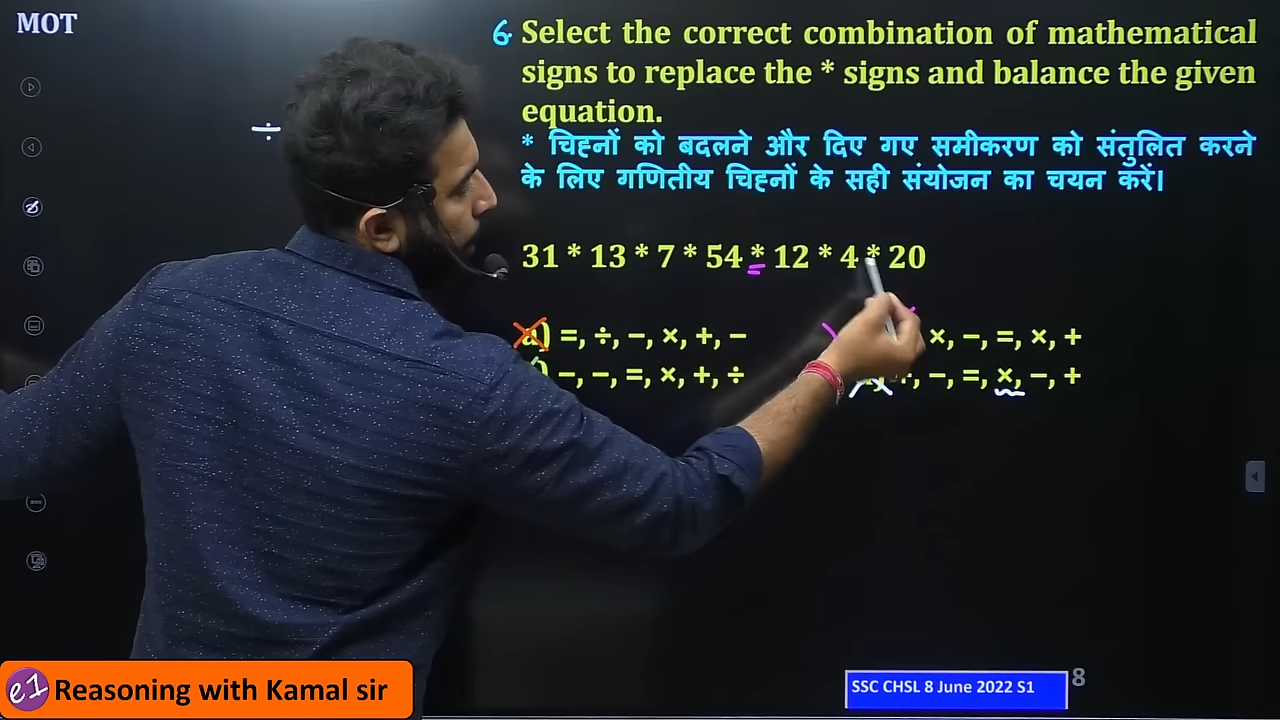 MOT
6. Select the correct combination of mathematical
signs to replace the * signs and balance the given
equation.
* चिह्नों को बदलने और दिए गए समीकरण को संतुलित करने
के लिए गणितीय चिह्नों के सही संयोजन का चयन करें।
÷
31 * 13 * 7 * 54 * 12 * 4 * 20
=
a) =, ÷, −, ×, +, −
×, −, =, ×, +
) −, −, =, ×, +, ÷
−, =, ×, −, +
e1 Reasoning with Kamal sir
SSC CHSL 8 June 2022 S1
8